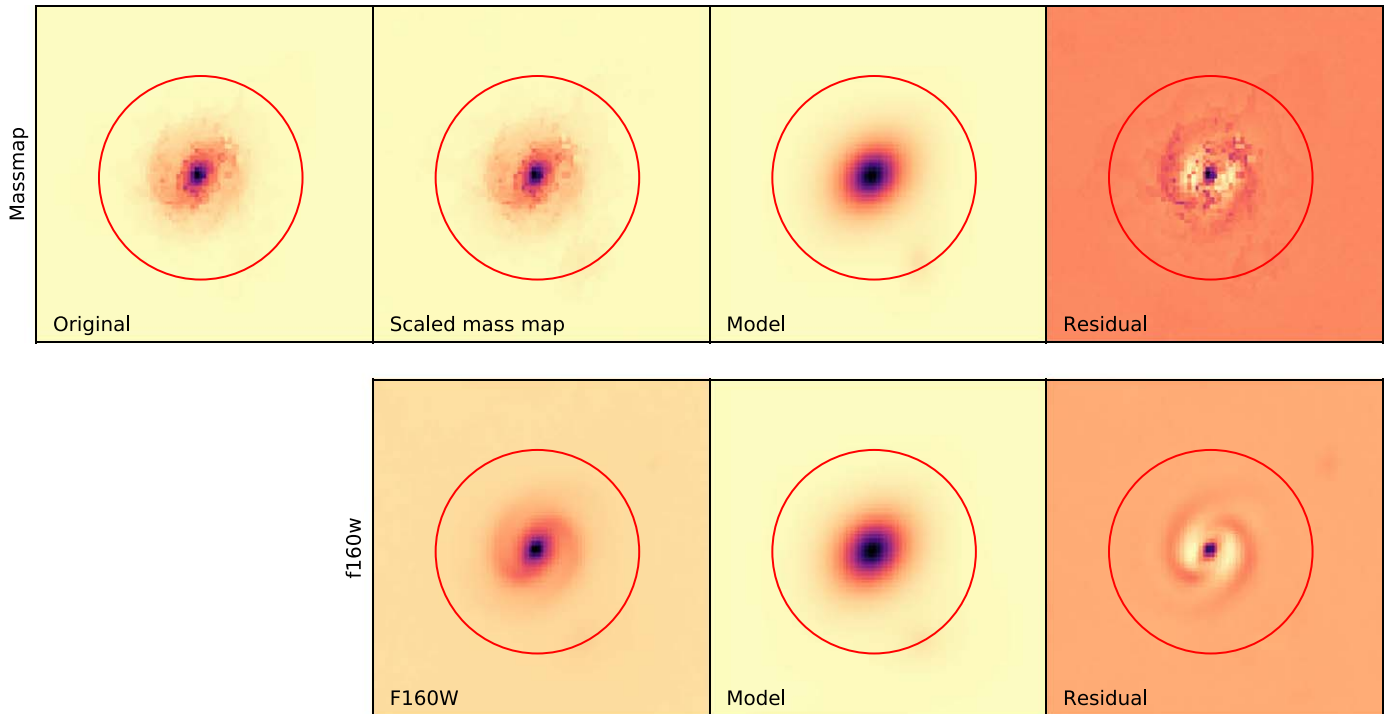 Massmap
Original
Scaled mass map
Model
Residual
f160w
F160W
Model
Residual